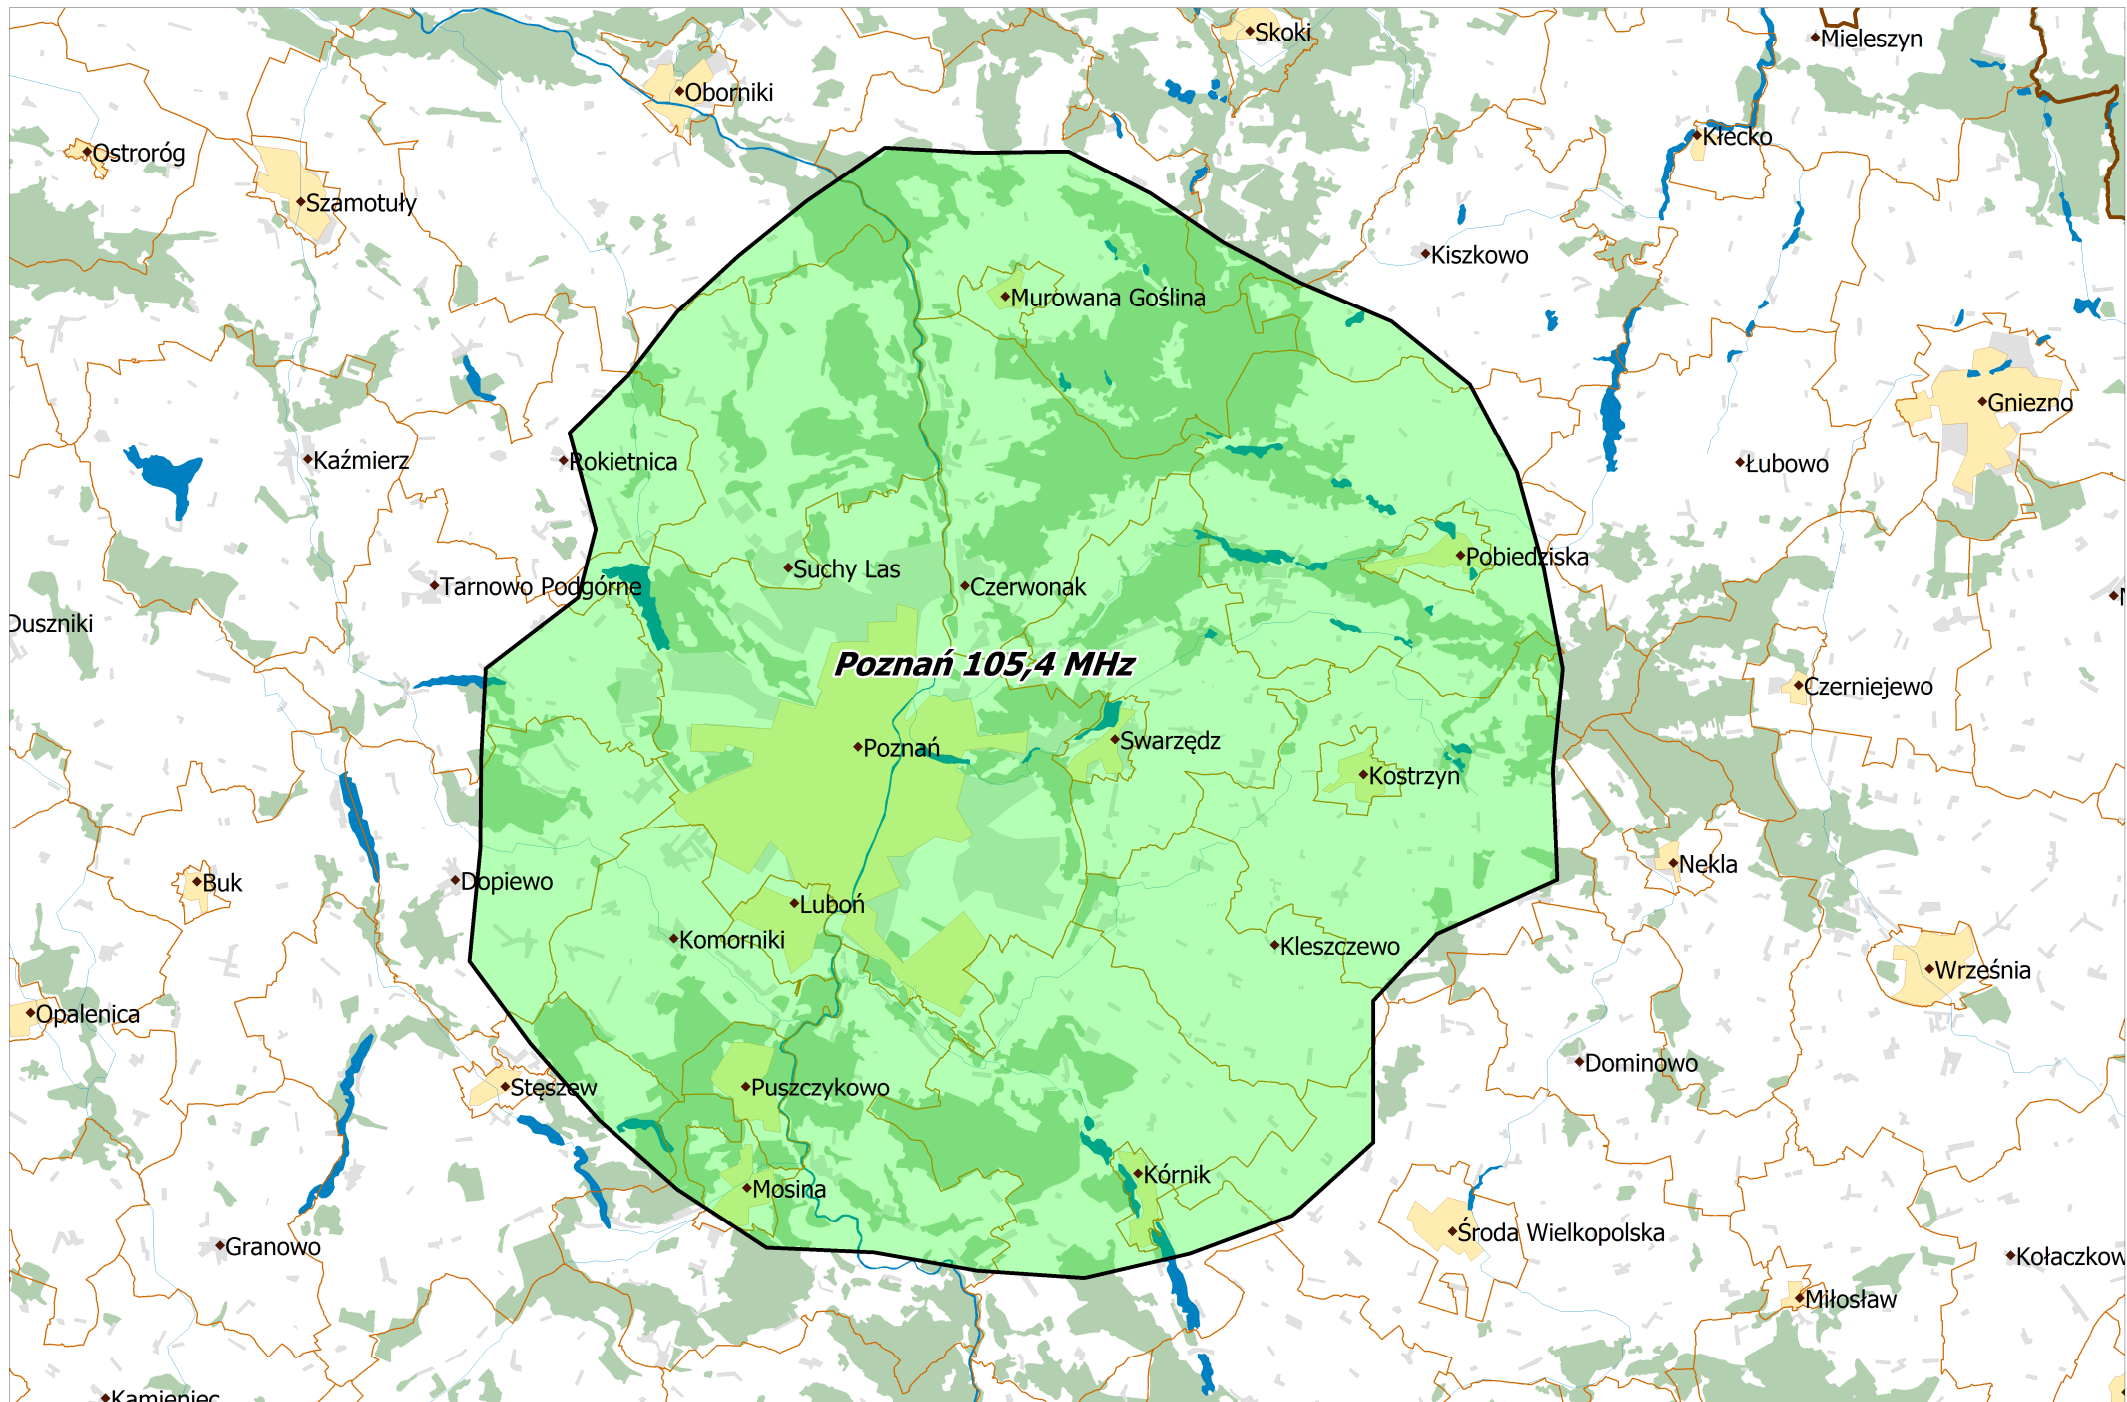 Skoki
Mieleszyn
Oborniki
Kłecko
Ostroróg
Szamotuły
Kiszkowo
Murowana Goślina
Gniezno
Kaźmierz
Rokietnica
Łubowo
Pobiedziska
Suchy Las
Czerwonak
Tarnowo Podgórne
Duszniki
Poznań 105,4 MHz
Czerniejewo
Poznań
Swarzędz
Kostrzyn
Nekla
Buk
Dopiewo
Luboń
Komorniki
Kleszczewo
Września
Opalenica
Dominowo
Stęszew
Puszczykowo
Kórnik
Mosina
Środa Wielkopolska
Granowo
Kołaczkow
Miłosław
Kamieniec